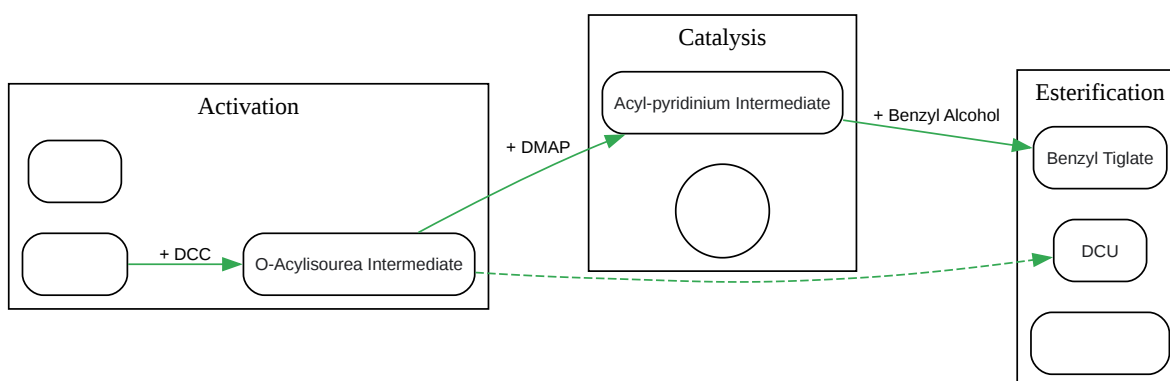 Activation
+ DCC
O-Acylisourea Intermediate
+ DMAP
Catalysis
Acyl-pyridinium Intermediate
+ Benzyl Alcohol
Esterification
Benzyl Tiglate
DCU